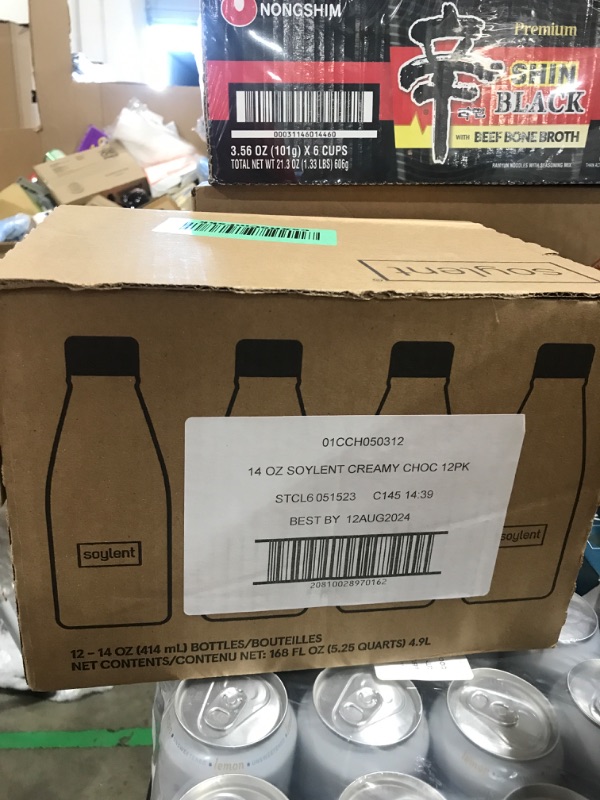 NONGSHIM
Premium
辛
SHIN
BLACK
WITH BEEF BONE BROTH
00031146014460
3.56 OZ (101g) X 6 CUPS
TOTAL NET WT 21.3 OZ (1.33 LBS) 606g
soylent
01CCH050312
14 OZ SOYLENT CREAMY CHOC 12PK
STCL6 051523 C145 14:39
BEST BY 12AUG2024
20810028970162
soylent
soylent
12 – 14 OZ (414 mL) BOTTLES/BOUTEILLES
NET CONTENTS/CONTENU NET: 168 FL OZ (5.25 QUARTS) 4.9L